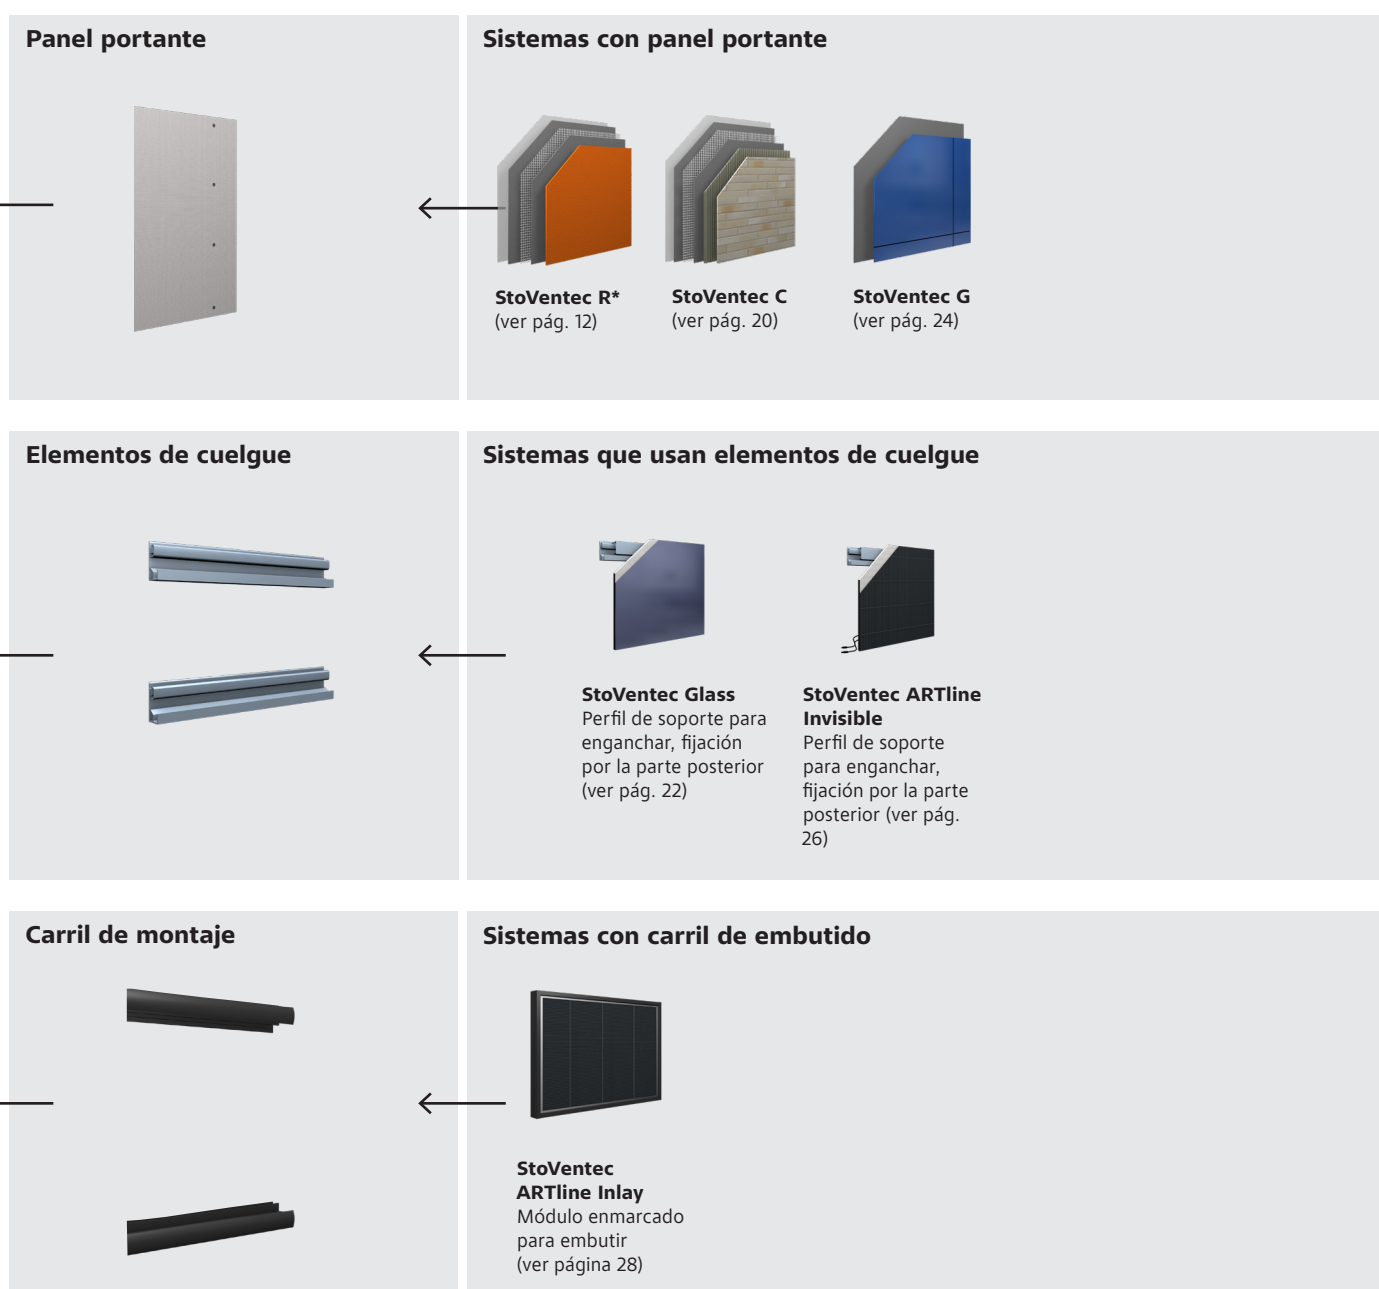 Panel portante
Sistemas con panel portante
StoVentec R*
(ver pág. 12)
StoVentec C
(ver pág. 20)
StoVentec G
(ver pág. 24)
Elementos de cuelgue
Sistemas que usan elementos de cuelgue
StoVentec Glass
Perfil de soporte para
enganchar, fijación
por la parte posterior
(ver pág. 22)
StoVentec ARTline
Invisible
Perfil de soporte
para enganchar,
fijación por la parte
posterior (ver pág.
26)
Carril de montaje
Sistemas con carril de embutido
StoVentec
ARTline Inlay
Módulo enmarcado
para embutir
(ver página 28)